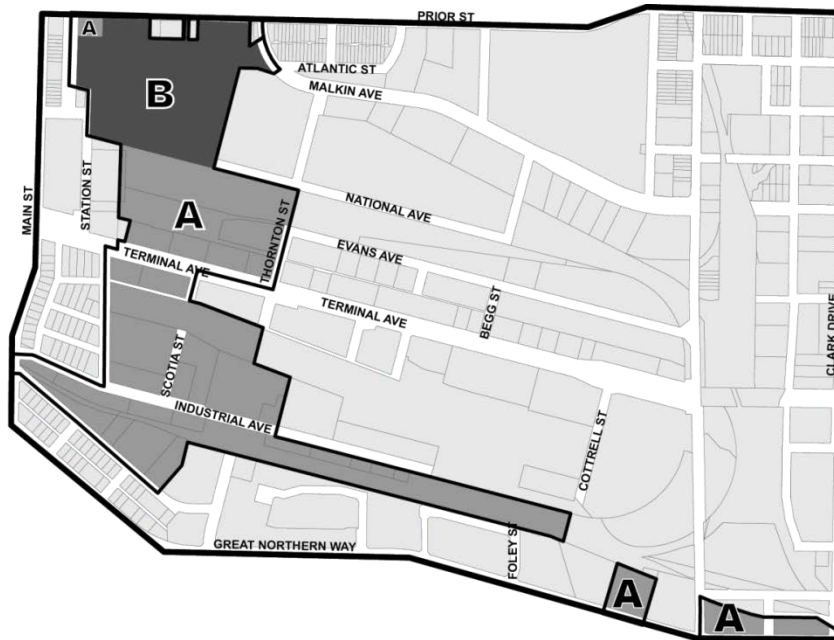 PRIOR ST
A
ATLANTIC ST
B
MALKIN AVE
MAIN ST
STATION ST
A
NATIONAL AVE
THORNTON ST
EVANS AVE
TERMINAL AVE
TERMINAL AVE
BEGG ST
CLARK DRIVE
SCOTIA ST
INDUSTRIAL AVE
COTTRELL ST
GREAT NORTHERN WAY
FOLEY ST
A
A